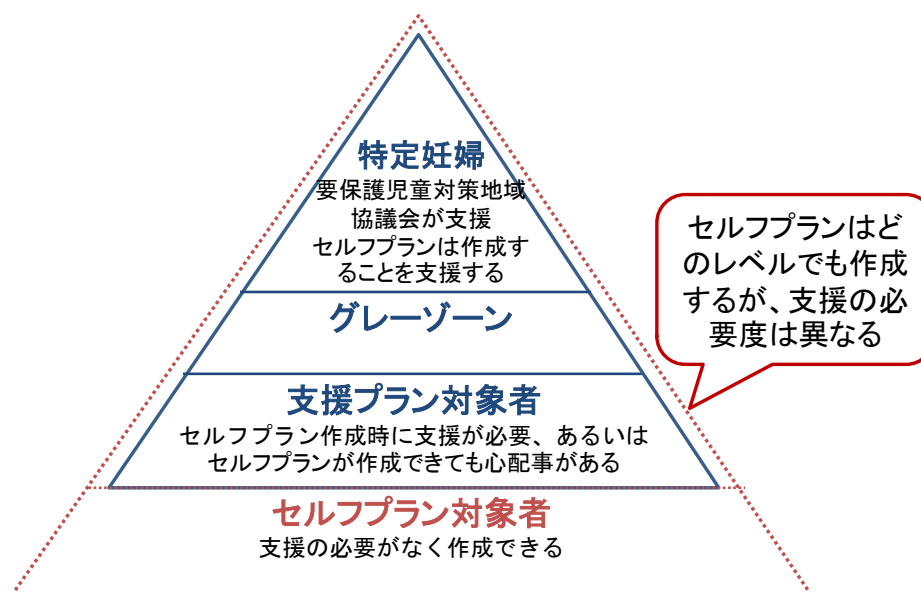 特定妊婦
要保護児童対策地域
協議会が支援
セルフプランは作成す
ることを支援する
グレーゾーン
支援プラン対象者
セルフプラン作成時に支援が必要、あるいは
セルフプランが作成できても心配事がある
セルフプラン対象者
支援の必要がなく作成できる
セルフプランはど
のレベルでも作成
するが、支援の必
要度は異なる